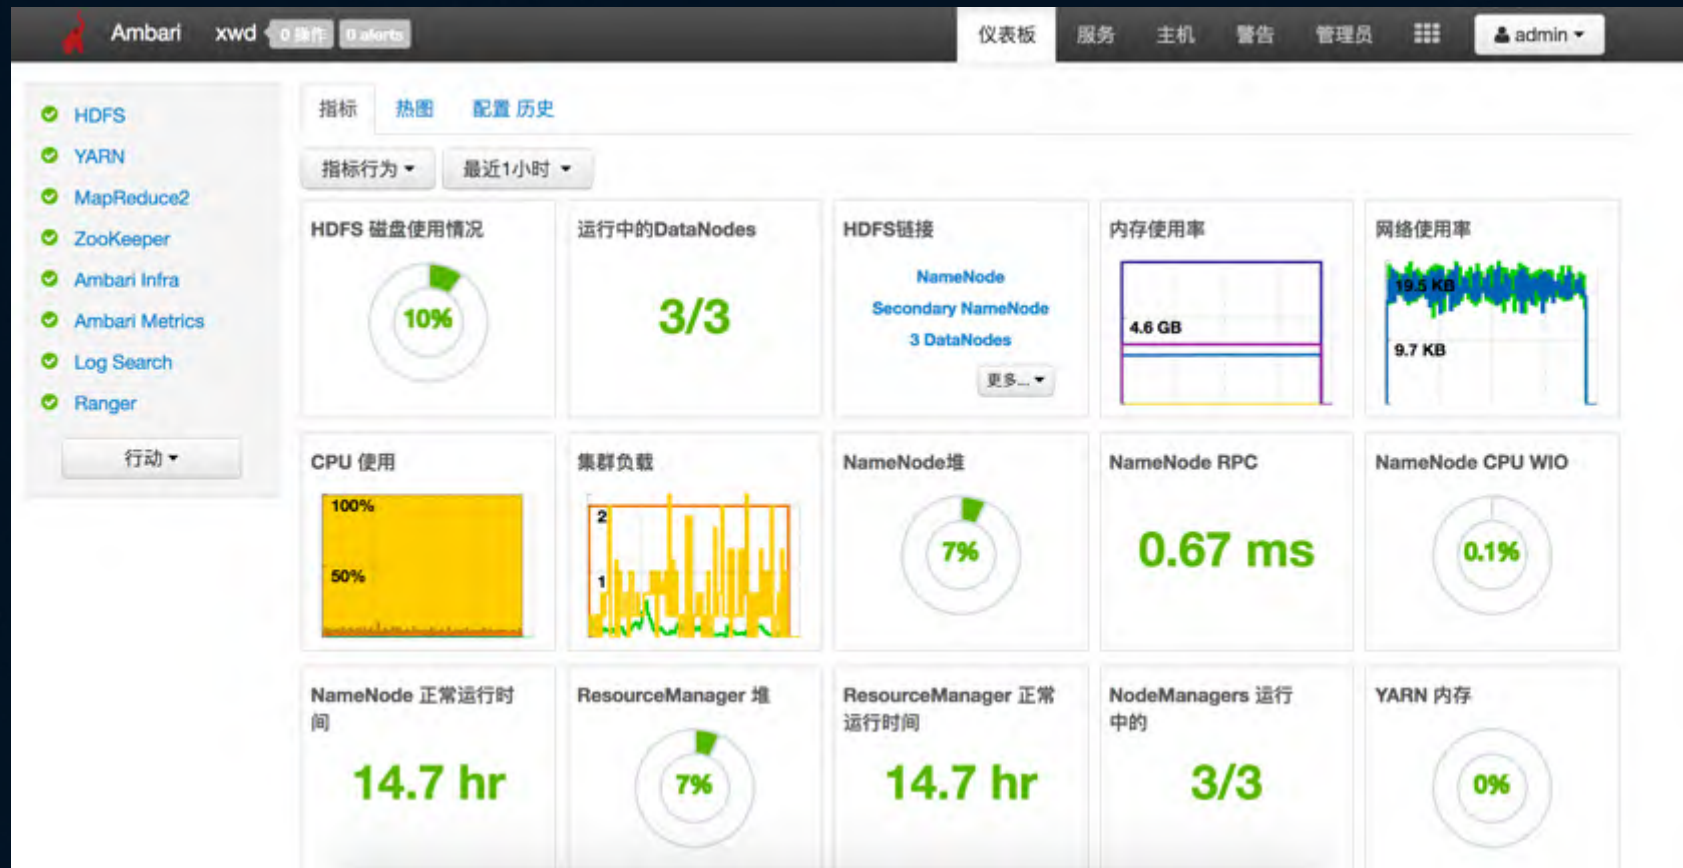 Ambari xwd 0 操作 0 alerts 仪表板 服务 主机 警告 管理员 admin
HDFS
YARN
MapReduce2
ZooKeeper
Ambari Infra
Ambari Metrics
Log Search
Ranger
行动
指标 热图 配置 历史
指标行为 最近1小时
HDFS 磁盘使用情况
10%
运行中的DataNodes
3/3
HDFS链接
NameNode
Secondary NameNode
3 DataNodes
更多...
内存使用率
4.6 GB
网络使用率
19.5 KB
9.7 KB
CPU 使用
100%
50%
集群负载
2
1
NameNode堆
7%
NameNode RPC
0.67 ms
NameNode CPU WIO
0.1%
NameNode 正常运行时
间
14.7 hr
ResourceManager 堆
7%
ResourceManager 正常
运行时间
14.7 hr
NodeManagers 运行
中的
3/3
YARN 内存
0%